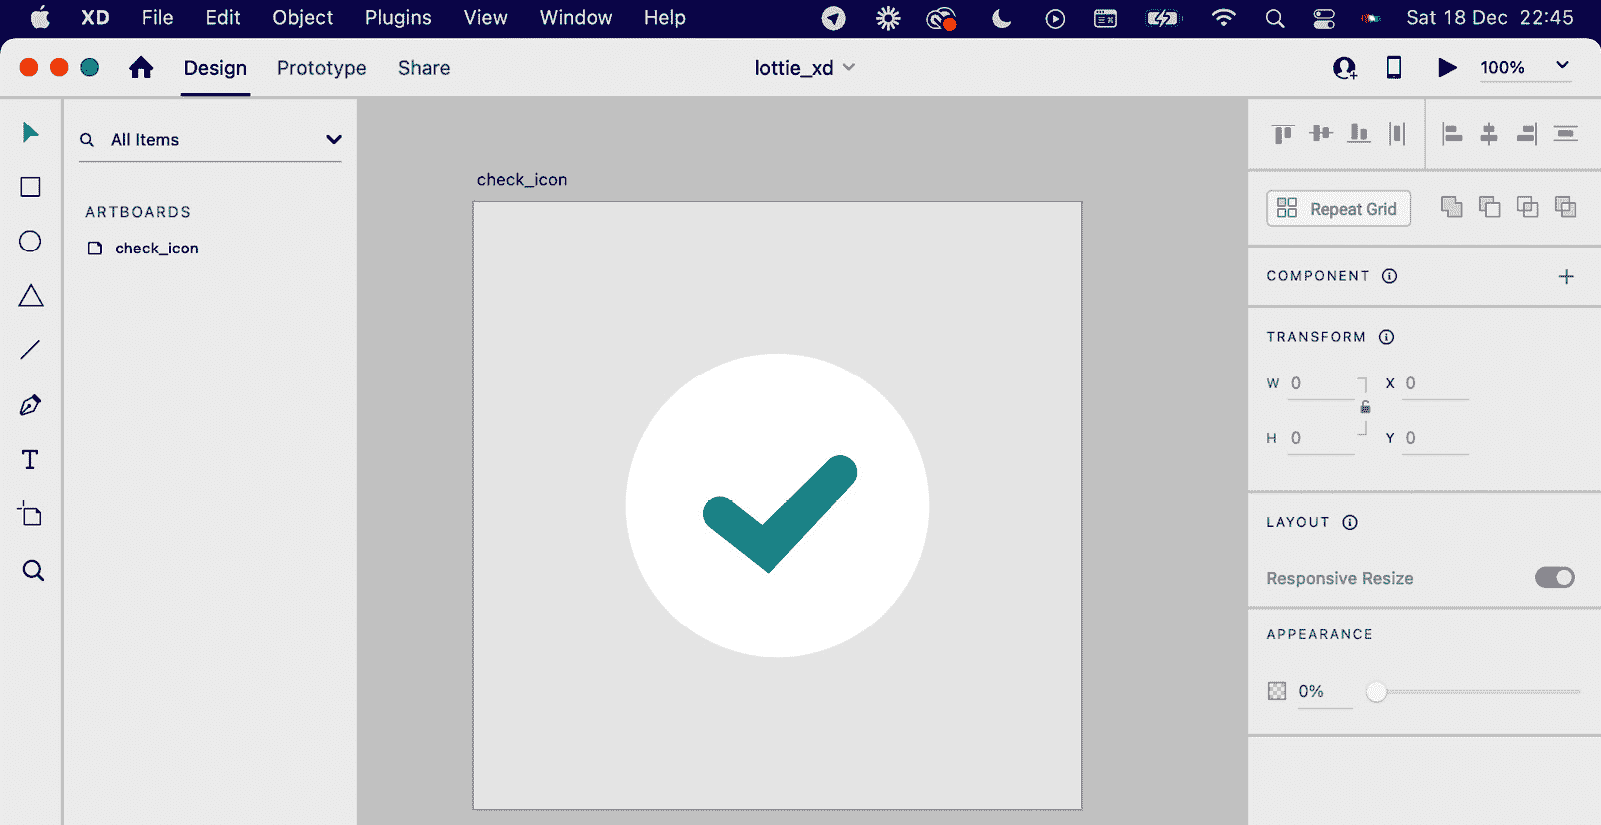 XD File Edit Object Plugins View Window Help Sat 18 Dec 22:45
Design Prototype Share lottie_xd 100%
All Items
ARTBOARDS
check_icon
check_icon
Repeat Grid
COMPONENT
TRANSFORM
W 0 X 0
H 0 Y 0
LAYOUT
Responsive Resize
APPEARANCE
0%